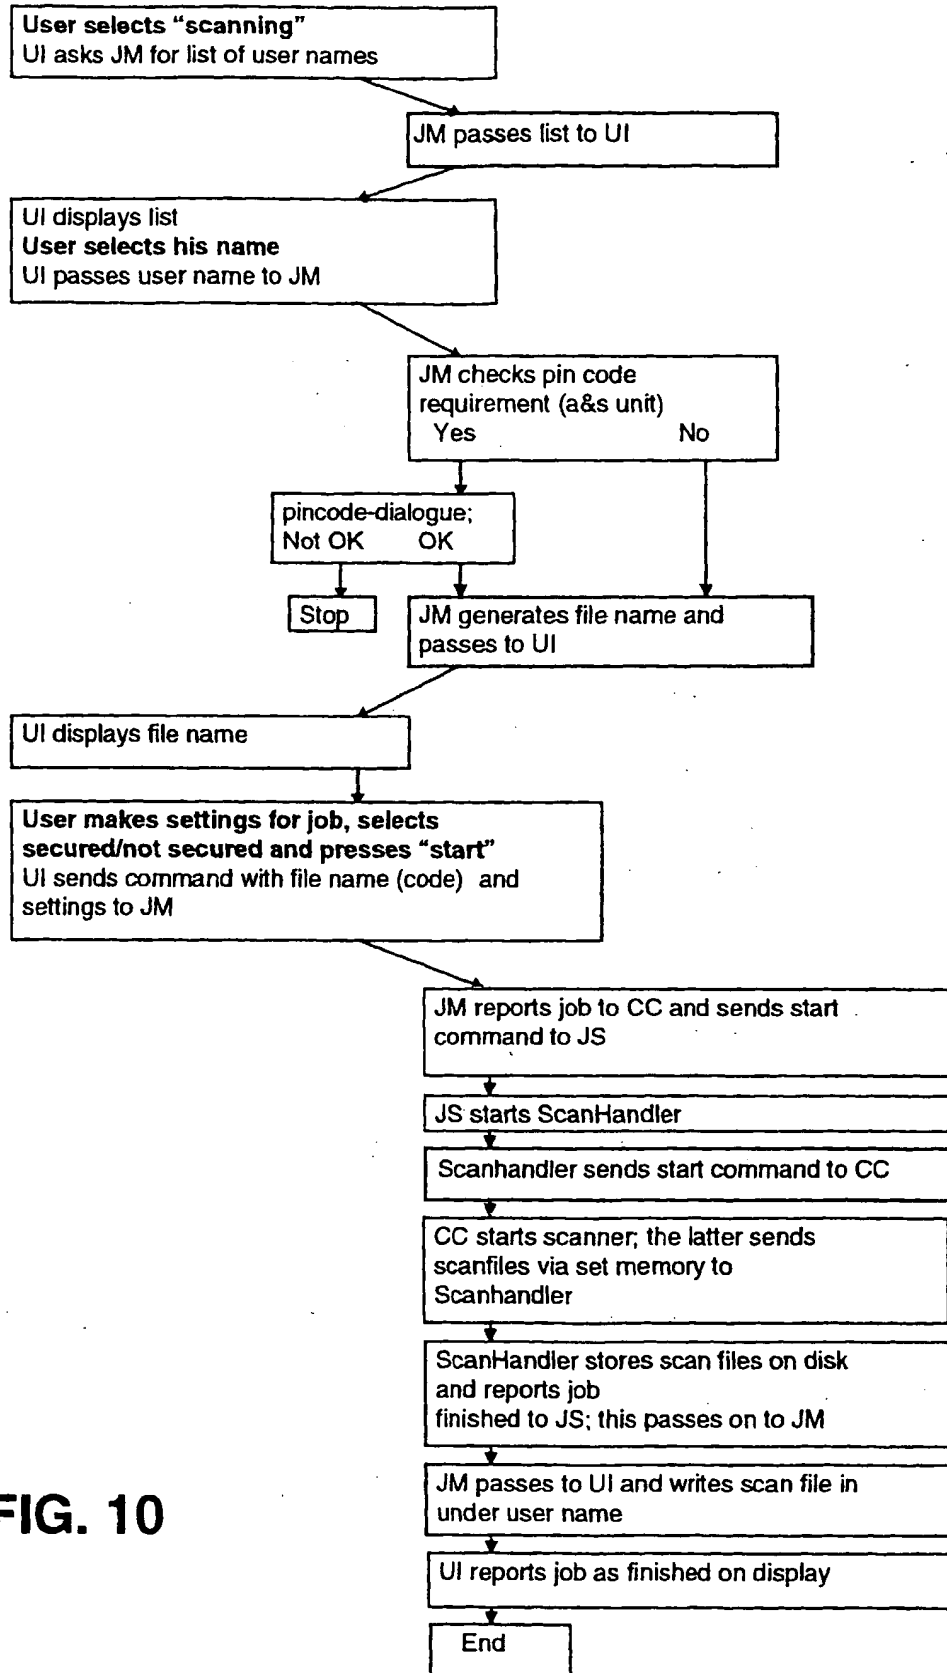 User selects “scanning”
UI asks JM for list of user names
JM passes list to UI
UI displays list
User selects his name
UI passes user name to JM
JM checks pin code
requirement (a&s unit)
Yes No
pincode-dialogue;
Not OK OK
Stop
JM generates file name and
passes to UI
UI displays file name
User makes settings for job, selects
secured/not secured and presses “start”
UI sends command with file name (code) and
settings to JM
JM reports job to CC and sends start
command to JS
JS starts ScanHandler
Scanhandler sends start command to CC
CC starts scanner; the latter sends
scanfiles via set memory to
Scanhandler
ScanHandler stores scan files on disk
and reports job
finished to JS; this passes on to JM
JM passes to UI and writes scan file in
under user name
UI reports job as finished on display
End
FIG. 10